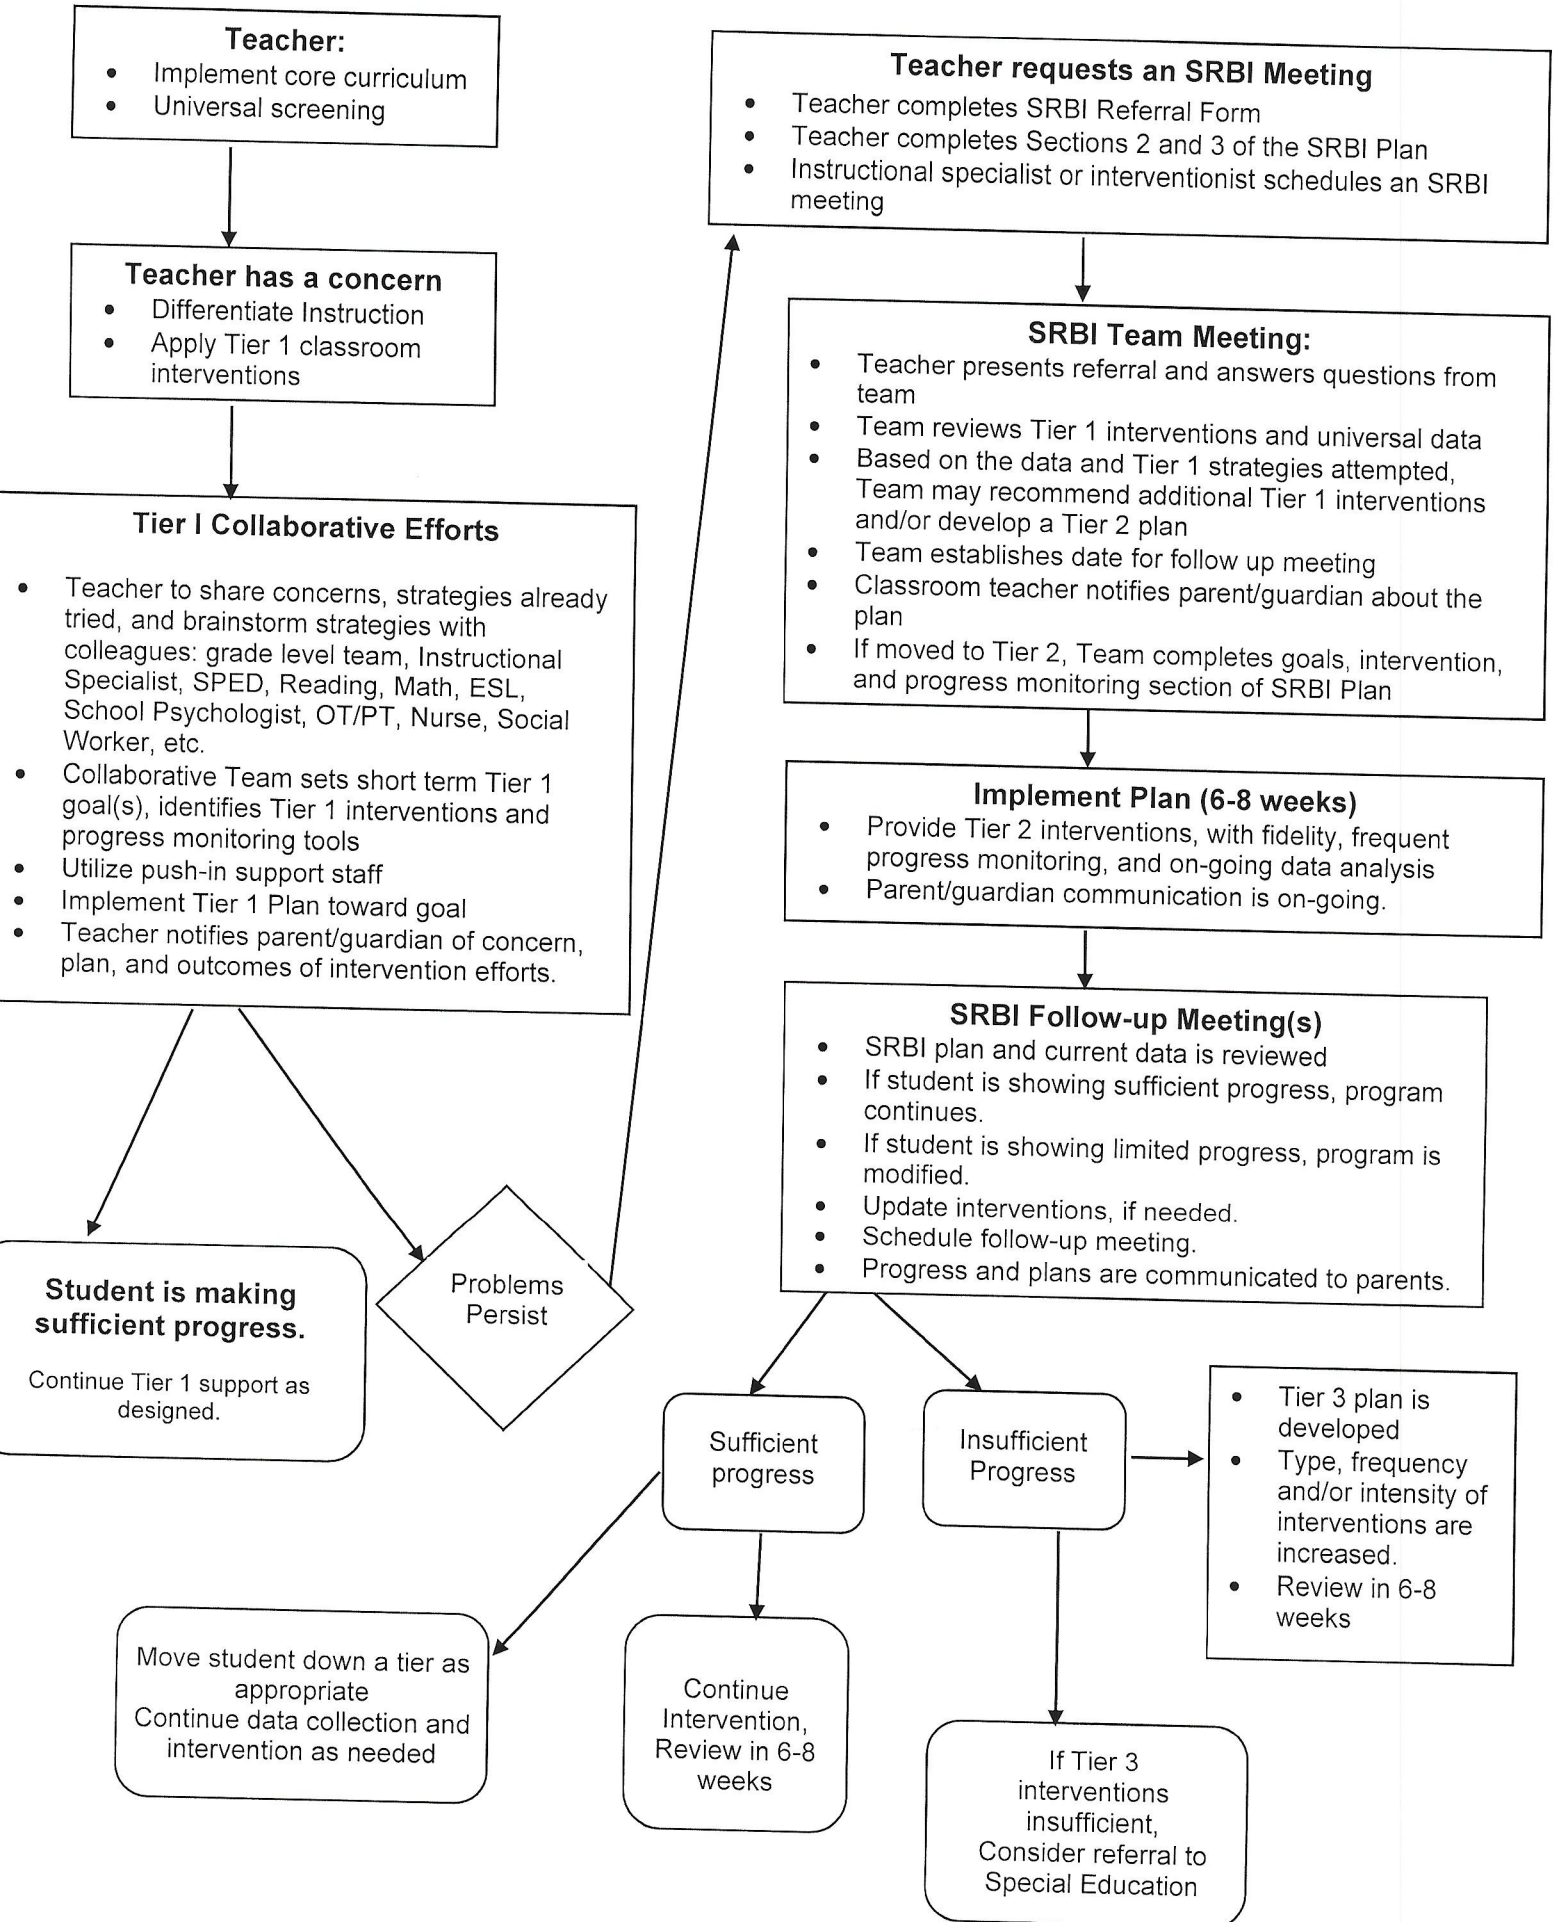 Teacher:
• Implement core curriculum
• Universal screening
Teacher has a concern
• Differentiate Instruction
• Apply Tier 1 classroom
interventions
Tier I Collaborative Efforts
• Teacher to share concerns, strategies already
tried, and brainstorm strategies with
colleagues: grade level team, Instructional
Specialist, SPED, Reading, Math, ESL,
School Psychologist, OT/PT, Nurse, Social
Worker, etc.
• Collaborative Team sets short term Tier 1
goal(s), identifies Tier 1 interventions and
progress monitoring tools
• Utilize push-in support staff
• Implement Tier 1 Plan toward goal
• Teacher notifies parent/guardian of concern,
plan, and outcomes of intervention efforts.
Student is making
sufficient progress.
Continue Tier 1 support as
designed.
Problems
Persist
Teacher requests an SRBI Meeting
• Teacher completes SRBI Referral Form
• Teacher completes Sections 2 and 3 of the SRBI Plan
• Instructional specialist or interventionist schedules an SRBI
meeting
SRBI Team Meeting:
• Teacher presents referral and answers questions from
team
• Team reviews Tier 1 interventions and universal data
• Based on the data and Tier 1 strategies attempted,
Team may recommend additional Tier 1 interventions
and/or develop a Tier 2 plan
• Team establishes date for follow up meeting
• Classroom teacher notifies parent/guardian about the
plan
• If moved to Tier 2, Team completes goals, intervention,
and progress monitoring section of SRBI Plan
Implement Plan (6-8 weeks)
• Provide Tier 2 interventions, with fidelity, frequent
progress monitoring, and on-going data analysis
• Parent/guardian communication is on-going.
SRBI Follow-up Meeting(s)
• SRBI plan and current data is reviewed
• If student is showing sufficient progress, program
continues.
• If student is showing limited progress, program is
modified.
• Update interventions, if needed.
• Schedule follow-up meeting.
• Progress and plans are communicated to parents.
Sufficient
progress
Insufficient
Progress
• Tier 3 plan is
developed
• Type, frequency
and/or intensity of
interventions are
increased.
• Review in 6-8
weeks
Move student down a tier as
appropriate
Continue data collection and
intervention as needed
Continue
Intervention,
Review in 6-8
weeks
If Tier 3
interventions
insufficient,
Consider referral to
Special Education